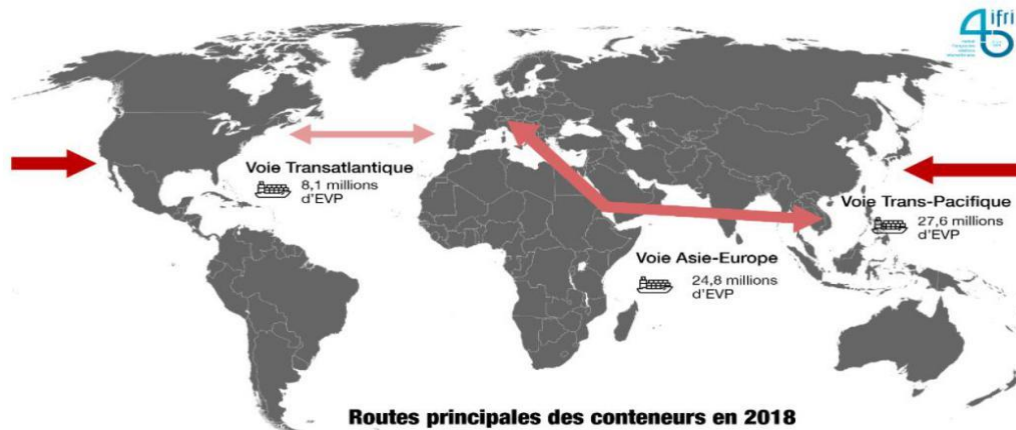 ifri
40
Voie Transatlantique
8,1 millions
d'EVP
Voie Trans-Pacifique
27,6 millions
d'EVP
Voie Asie-Europe
24,8 millions
d'EVP
Routes principales des conteneurs en 2018